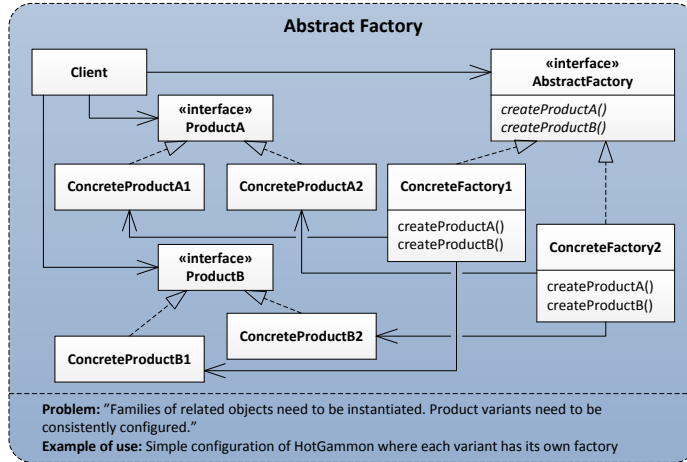 Abstract Factory
Client
«interface»
AbstractFactory
createProductA()
createProductB()
«interface»
ProductA
ConcreteProductA1
ConcreteProductA2
ConcreteFactory1
createProductA()
createProductB()
«interface»
ProductB
ConcreteFactory2
createProductA()
createProductB()
ConcreteProductB1
ConcreteProductB2
Problem: ”Families of related objects need to be instantiated. Product variants need to be
consistently configured.”
Example of use: Simple configuration of HotGammon where each variant has its own factory